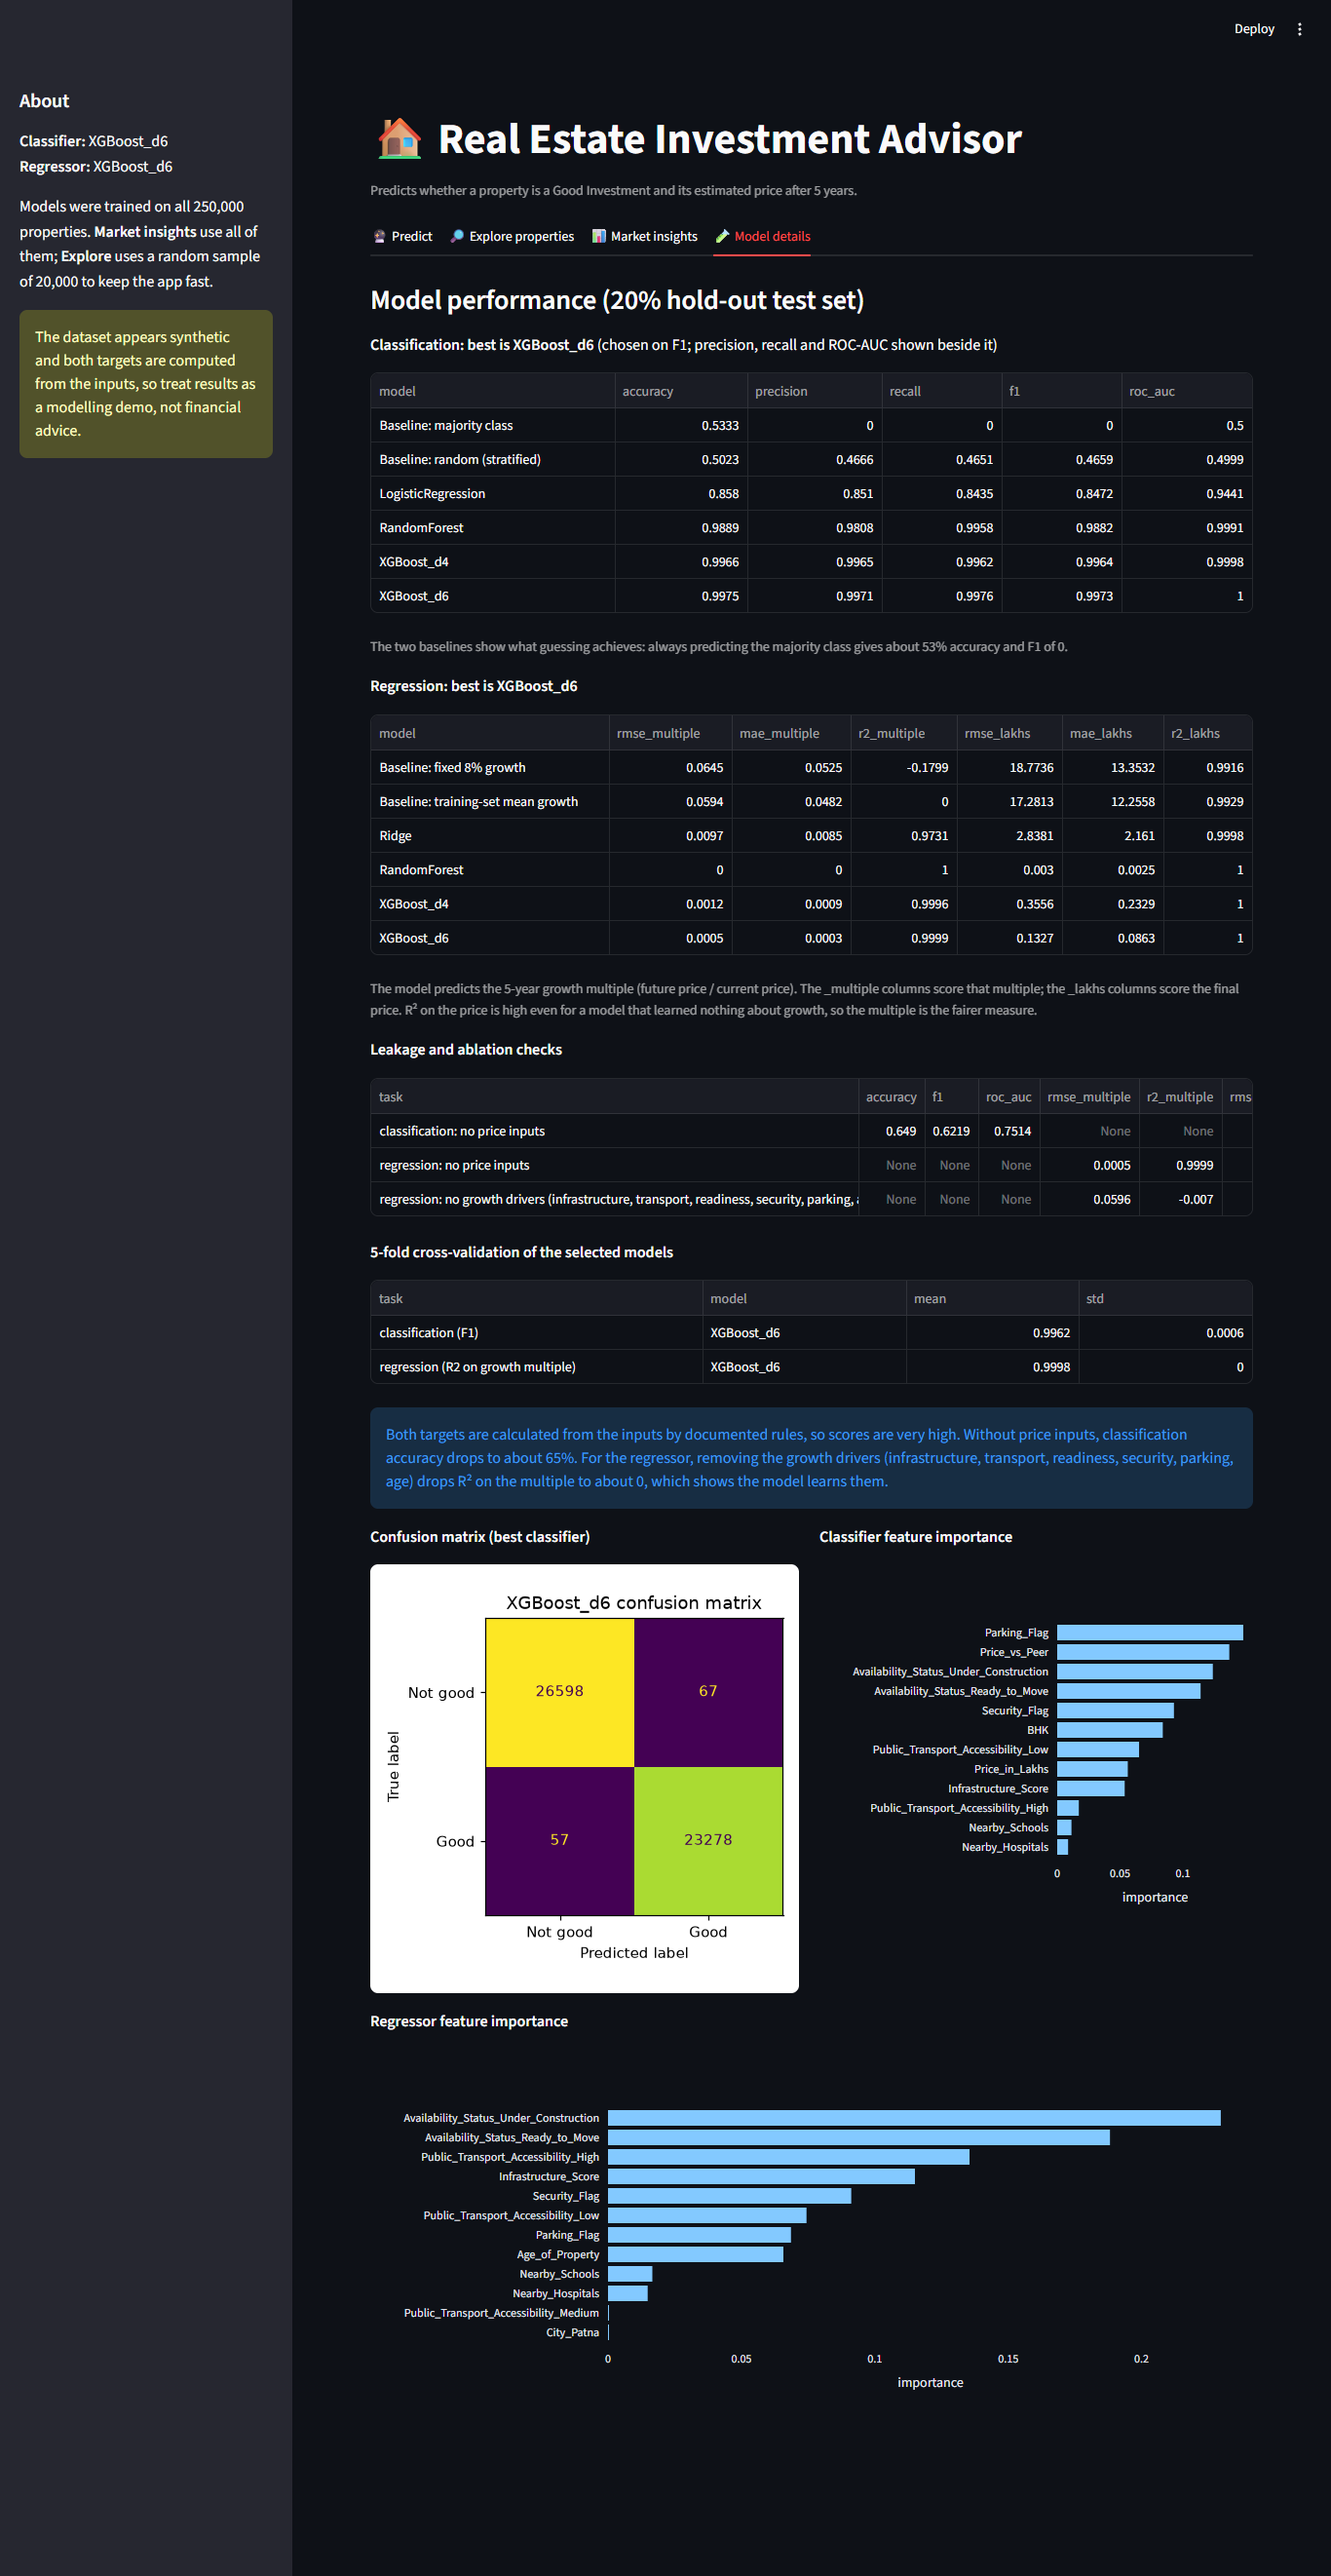 Deploy
About
Classifier: XGBoost_d6
Regressor: XGBoost_d6
Models were trained on all 250,000
properties. Market insights use all of
them; Explore uses a random sample
of 20,000 to keep the app fast.
The dataset appears synthetic
and both targets are computed
from the inputs, so treat results as
a modelling demo, not financial
advice.
Real Estate Investment Advisor
Predicts whether a property is a Good Investment and its estimated price after 5 years.
Predict Explore properties Market insights Model details
Model performance (20% hold-out test set)
Classification: best is XGBoost_d6 (chosen on F1; precision, recall and ROC-AUC shown beside it)
model accuracy precision recall f1 roc_auc
Baseline: majority class 0.5333 0 0 0 0.5
Baseline: random (stratified) 0.5023 0.4666 0.4651 0.4659 0.4999
LogisticRegression 0.858 0.851 0.8435 0.8472 0.9441
RandomForest 0.9889 0.9808 0.9958 0.9882 0.9991
XGBoost_d4 0.9966 0.9965 0.9962 0.9964 0.9998
XGBoost_d6 0.9975 0.9971 0.9976 0.9973 1
The two baselines show what guessing achieves: always predicting the majority class gives about 53% accuracy and F1 of 0.
Regression: best is XGBoost_d6
model rmse_multiple mae_multiple r2_multiple rmse_lakhs mae_lakhs r2_lakhs
Baseline: fixed 8% growth 0.0645 0.0525 -0.1799 18.7736 13.3532 0.9916
Baseline: training-set mean growth 0.0594 0.0482 0 17.2813 12.2558 0.9929
Ridge 0.0097 0.0085 0.9731 2.8381 2.161 0.9998
RandomForest 0 0 1 0.003 0.0025 1
XGBoost_d4 0.0012 0.0009 0.9996 0.3556 0.2329 1
XGBoost_d6 0.0005 0.0003 0.9999 0.1327 0.0863 1
The model predicts the 5-year growth multiple (future price / current price). The _multiple columns score that multiple; the _lakhs columns score the final
price. R² on the price is high even for a model that learned nothing about growth, so the multiple is the fairer measure.
Leakage and ablation checks
task accuracy f1 roc_auc rmse_multiple r2_multiple rms
classification: no price inputs 0.649 0.6219 0.7514 None None
regression: no price inputs None None None 0.0005 0.9999
regression: no growth drivers (infrastructure, transport, readiness, security, parking, None None None 0.0596 -0.007
5-fold cross-validation of the selected models
task model mean std
classification (F1) XGBoost_d6 0.9962 0.0006
regression (R2 on growth multiple) XGBoost_d6 0.9998 0
Both targets are calculated from the inputs by documented rules, so scores are very high. Without price inputs, classification
accuracy drops to about 65%. For the regressor, removing the growth drivers (infrastructure, transport, readiness, security, parking,
age) drops R² on the multiple to about 0, which shows the model learns them.
Confusion matrix (best classifier)
XGBoost_d6 confusion matrix
True label
Not good 26598 67
Good 57 23278
Not good Good
Predicted label
Classifier feature importance
Parking_Flag
Price_vs_Peer
Availability_Status_Under_Construction
Availability_Status_Ready_to_Move
Security_Flag
BHK
Public_Transport_Accessibility_Low
Price_in_Lakhs
Infrastructure_Score
Public_Transport_Accessibility_High
Nearby_Schools
Nearby_Hospitals
0 0.05 0.1
importance
Regressor feature importance
Availability_Status_Under_Construction
Availability_Status_Ready_to_Move
Public_Transport_Accessibility_High
Infrastructure_Score
Security_Flag
Public_Transport_Accessibility_Low
Parking_Flag
Age_of_Property
Nearby_Schools
Nearby_Hospitals
Public_Transport_Accessibility_Medium
City_Patna
0 0.05 0.1 0.15 0.2
importance